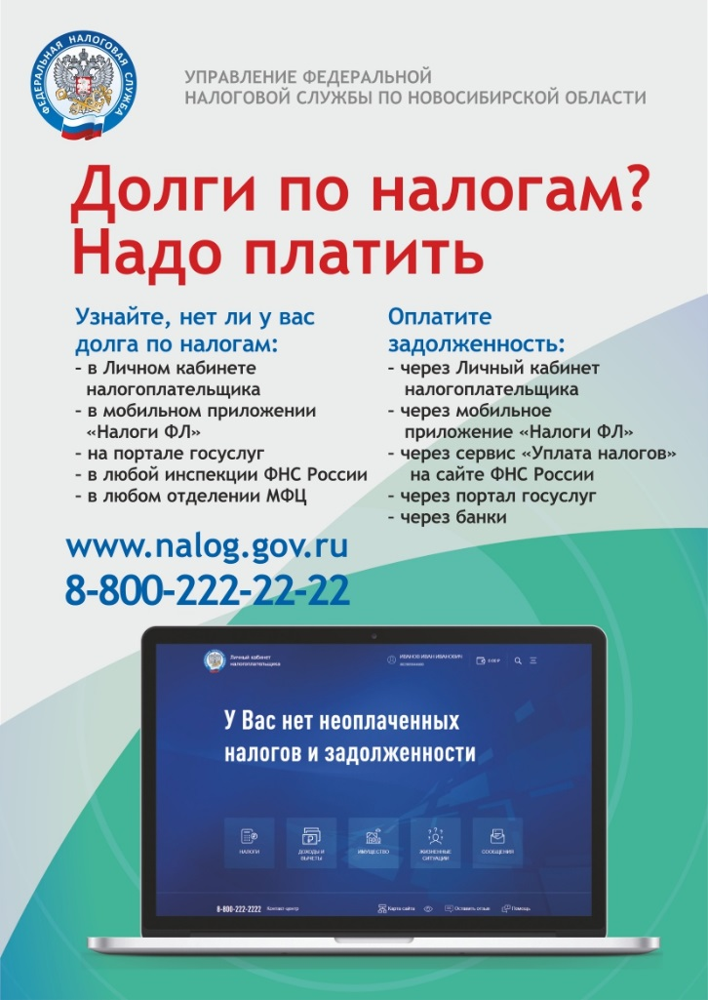 ФЕДЕРАЛЬНАЯ НАЛОГОВАЯ СЛУЖБА
УПРАВЛЕНИЕ ФЕДЕРАЛЬНОЙ
НАЛОГОВОЙ СЛУЖБЫ ПО НОВОСИБИРСКОЙ ОБЛАСТИ
Долги по налогам?
Надо платить
Узнайте, нет ли у вас
долга по налогам:
- в Личном кабинете
налогоплательщика
- в мобильном приложении
«Налоги ФЛ»
- на портале госуслуг
- в любой инспекции ФНС России
- в любом отделении МФЦ
Оплатите
задолженность:
- через Личный кабинет
налогоплательщика
- через мобильное
приложение «Налоги ФЛ»
- через сервис «Уплата налогов»
на сайте ФНС России
- через портал госуслуг
- через банки
www.nalog.gov.ru
8-800-222-22-22
Личный кабинет
налогоплательщика
ИВАНОВ ИВАН ИВАНОВИЧ
0.00 ₽
У Вас нет неоплаченных
налогов и задолженности
НАЛОГИ
ДОХОДЫ И
ВЫЧЕТЫ
ИМУЩЕСТВО
ЖИЗНЕННЫЕ
СИТУАЦИИ
СООБЩЕНИЯ
8-800-222-2222 Контакт-центр
Карта сайта
Оставить отзыв
Помощь